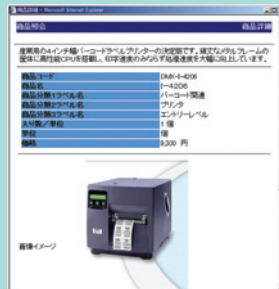 商品詳細 - Microsoft Internet Explorer
商品照会 商品詳細
産業用の4インチ幅バーコードラベルプリンターの決定版です。頑丈なメタルフレームの
筐体に高性能CPUを搭載し、印字速度のみならず処理速度を大幅に向上しています。
商品コード DMX-I-4206
商品名 I-4206
商品分類1ラベル名 バーコード関連
商品分類2ラベル名 プリンタ
商品分類3ラベル名 エントリーレベル
入り数/単位 1 個
単位 個
価格 9,300 円
画像イメージ